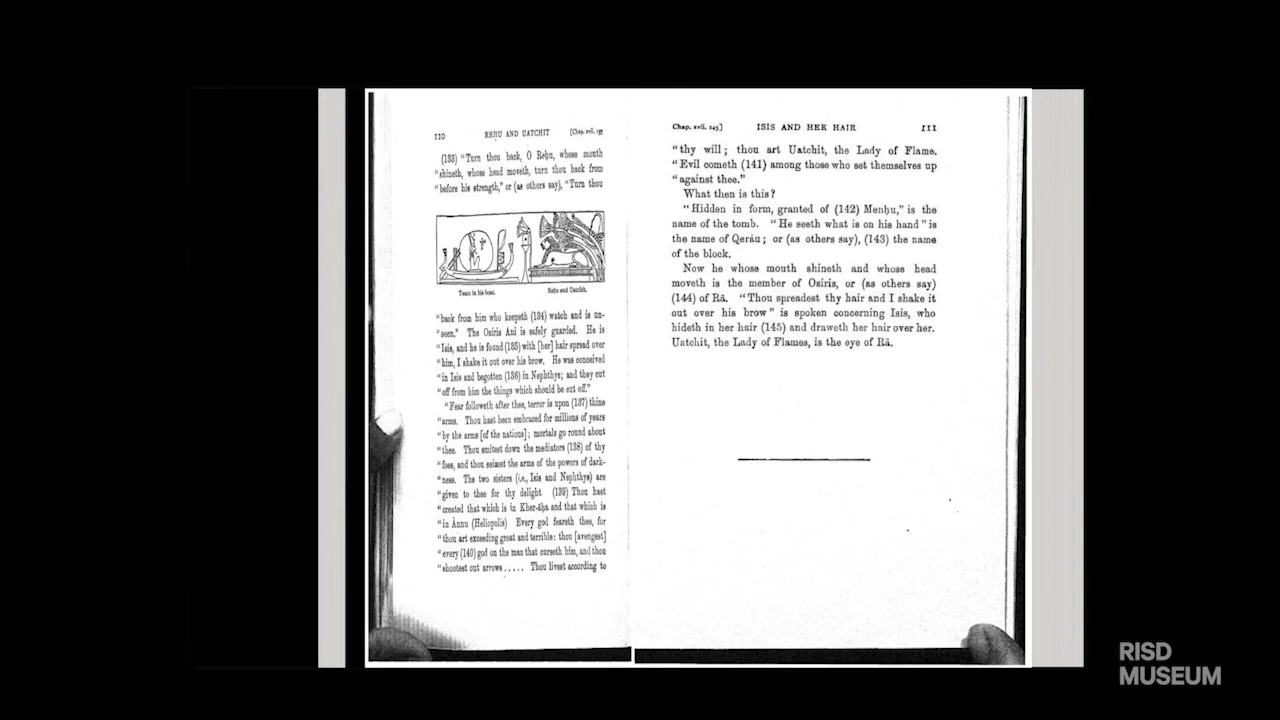 110 REḤU AND UATCHIT [Chap. xvii. 133
(133) "Turn thou back, O Reḥu, whose mouth
"shineth, whose head moveth, turn thou back from
"before his strength," or (as others say), "Turn thou
Temu in his boat. Reḥu and Uatchit.
"back from him who keepeth (134) watch and is un-
"seen." The Osiris Ani is safely guarded. He is
"Isis, and he is found (135) with [her] hair spread over
"him, I shake it out over his brow. He was conceived
"in Isis and begotten (136) in Nephthys; and they cut
"off from him the things which should be cut off."
"Fear followeth after thee, terror is upon (137) thine
"arms. Thou hast been embraced for millions of years
"by the arms [of the nations]; mortals go round about
"thee. Thou smitest down the mediators (138) of thy
"foes, and thou seizest the arms of the powers of dark-
"ness. The two sisters (i.e., Isis and Nephthys) are
"given to thee for thy delight (139) Thou hast
"created that which is in Kher-āḥa and that which is
"in Ånnu (Heliopolis) Every god feareth thee, for
"thou art exceeding great and terrible: thou [avengest]
"every (140) god on the man that curseth him, and thou
"shootest out arrows ..... Thou livest according to
Chap. xvii. 145] ISIS AND HER HAIR 111
"thy will; thou art Uatchit, the Lady of Flame.
"Evil cometh (141) among those who set themselves up
"against thee."
What then is this?
"Hidden in form, granted of (142) Menḥu," is the
name of the tomb. "He seeth what is on his hand" is
the name of Qerāu; or (as others say), (143) the name
of the block.
Now he whose mouth shineth and whose head
moveth is the member of Osiris, or (as others say)
(144) of Rā. "Thou spreadest thy hair and I shake it
out over his brow" is spoken concerning Isis, who
hideth in her hair (145) and draweth her hair over her.
Uatchit, the Lady of Flames, is the eye of Rā.
RISD
MUSEUM